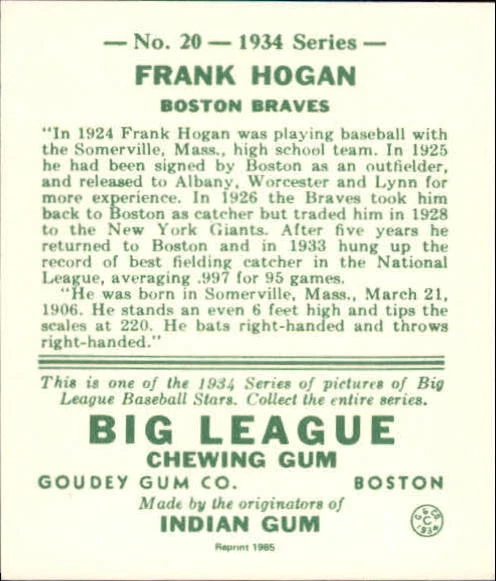 — No. 20 — 1934 Series —
FRANK HOGAN
BOSTON BRAVES
"In 1924 Frank Hogan was playing baseball with
the Somerville, Mass., high school team. In 1925
he had been signed by Boston as an outfielder,
and released to Albany, Worcester and Lynn for
more experience. In 1926 the Braves took him
back to Boston as catcher but traded him in 1928
to the New York Giants. After five years he
returned to Boston and in 1933 hung up the
record of best fielding catcher in the National
League, averaging .997 for 95 games.
"He was born in Somerville, Mass., March 21,
1906. He stands an even 6 feet high and tips the
scales at 220. He bats right-handed and throws
right-handed."
This is one of the 1934 Series of pictures of Big
League Baseball Stars. Collect the entire series.
BIG LEAGUE
CHEWING GUM
GOUDEY GUM CO. BOSTON
Made by the originators of
INDIAN GUM
Reprint 1985